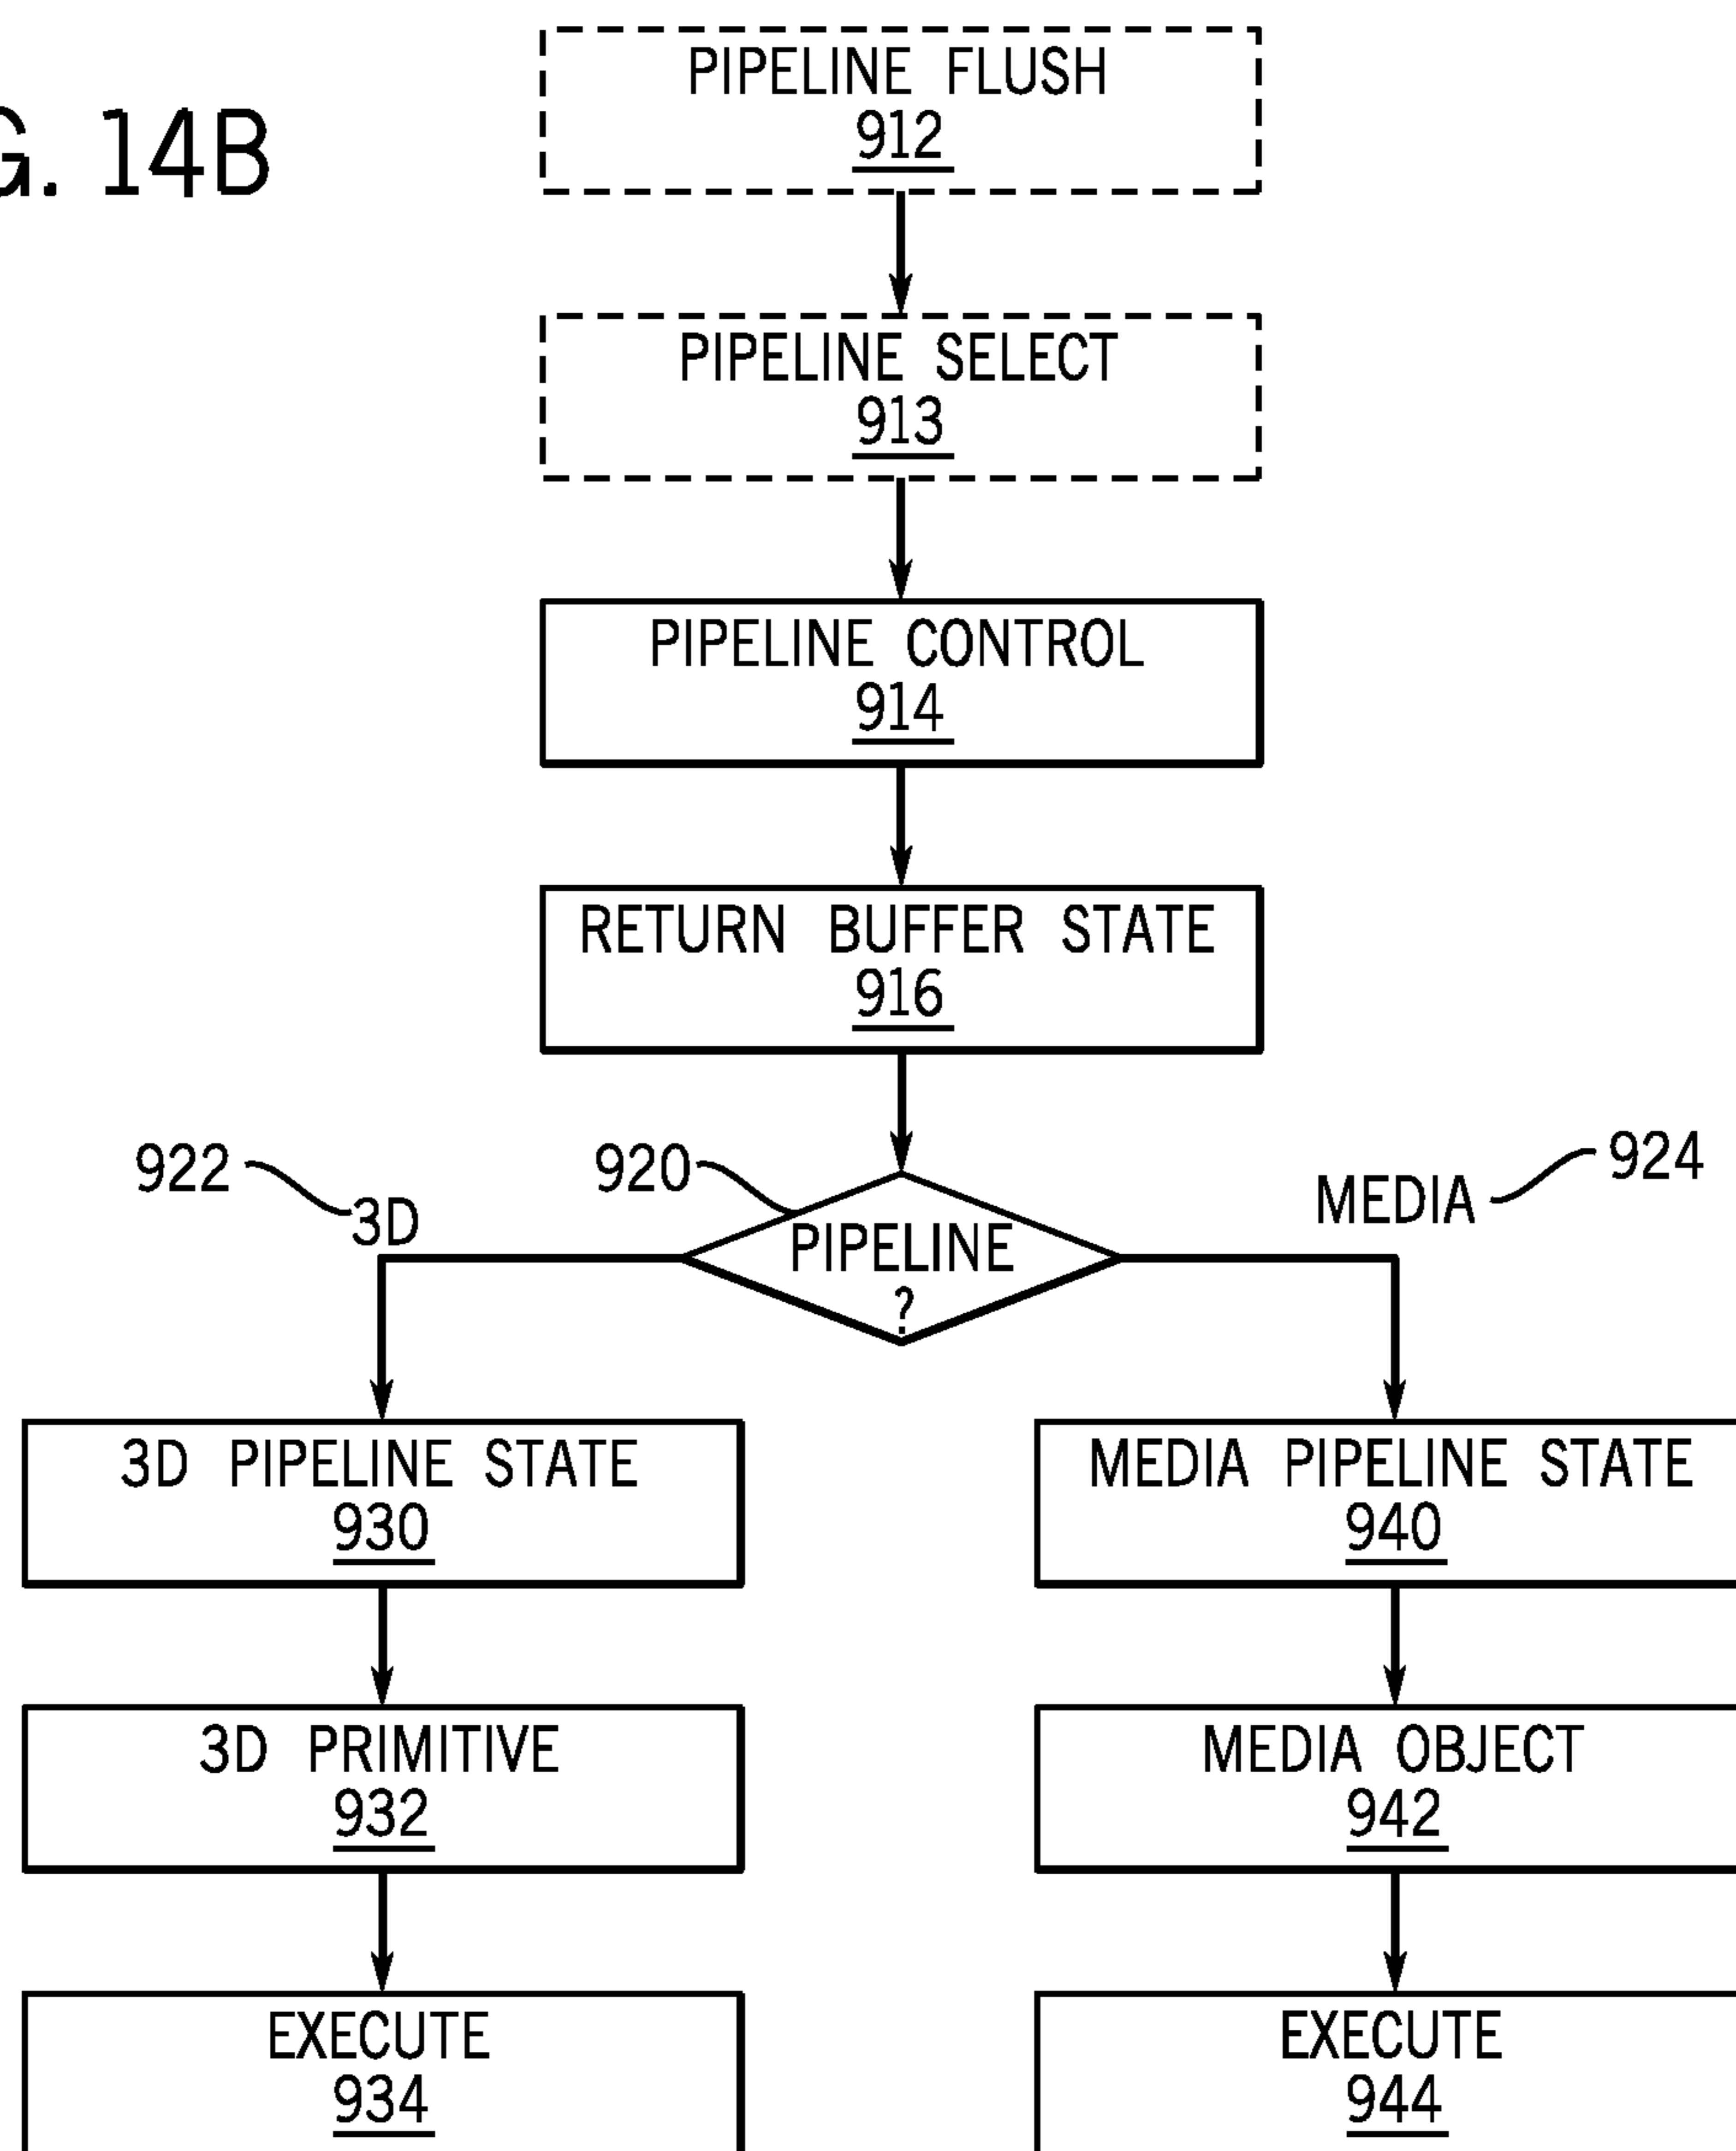 G. 14B
PIPELINE FLUSH
912
PIPELINE SELECT
913
PIPELINE CONTROL
914
RETURN BUFFER STATE
916
922
3D
920
PIPELINE
?
MEDIA
924
3D PIPELINE STATE
930
3D PRIMITIVE
932
EXECUTE
934
MEDIA PIPELINE STATE
940
MEDIA OBJECT
942
EXECUTE
944